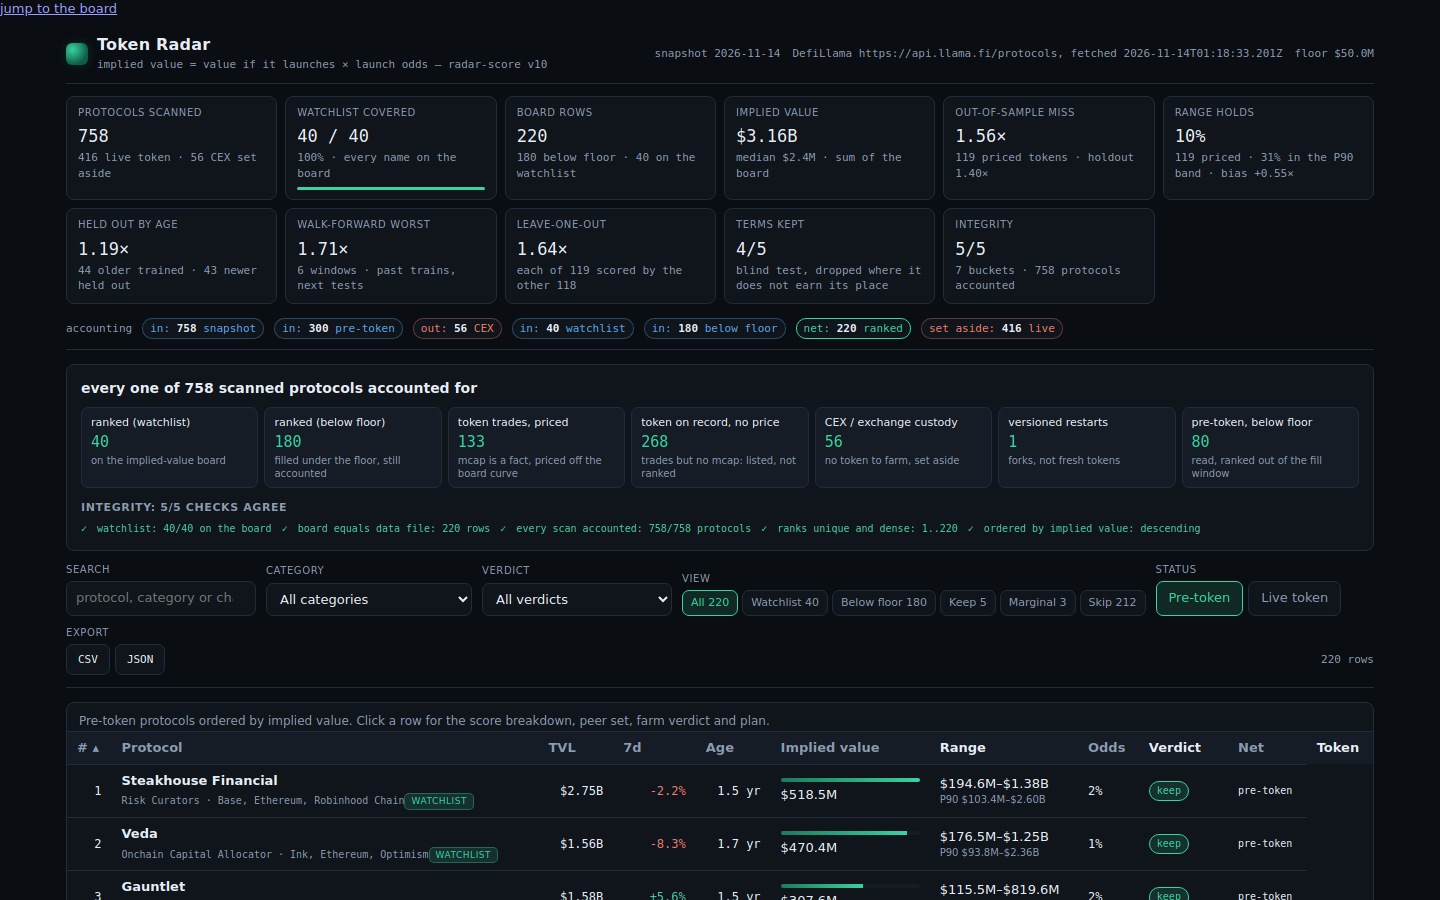 jump to the board
Token Radar
implied value = value if it launches × launch odds — radar-score v10
snapshot 2026-11-14 DefiLlama https://api.llama.fi/protocols, fetched 2026-11-14T01:18:33.201Z floor $50.0M
PROTOCOLS SCANNED
758
416 live token · 56 CEX set
aside
WATCHLIST COVERED
40 / 40
100% · every name on the
board
BOARD ROWS
220
180 below floor · 40 on the
watchlist
IMPLIED VALUE
$3.16B
median $2.4M · sum of the
board
OUT-OF-SAMPLE MISS
1.56×
119 priced tokens · holdout
1.40×
RANGE HOLDS
10%
119 priced · 31% in the P90
band · bias +0.55×
HELD OUT BY AGE
1.19×
44 older trained · 43 newer
held out
WALK-FORWARD WORST
1.71×
6 windows · past trains,
next tests
LEAVE-ONE-OUT
1.64×
each of 119 scored by the
other 118
TERMS KEPT
4/5
blind test, dropped where it
does not earn its place
INTEGRITY
5/5
7 buckets · 758 protocols
accounted
accounting in: 758 snapshot in: 300 pre-token out: 56 CEX in: 40 watchlist in: 180 below floor net: 220 ranked set aside: 416 live
every one of 758 scanned protocols accounted for
ranked (watchlist)
40
on the implied-value board
ranked (below floor)
180
filled under the floor, still
accounted
token trades, priced
133
mcap is a fact, priced off the
board curve
token on record, no price
268
trades but no mcap: listed, not
ranked
CEX / exchange custody
56
no token to farm, set aside
versioned restarts
1
forks, not fresh tokens
pre-token, below floor
80
read, ranked out of the fill
window
INTEGRITY: 5/5 CHECKS AGREE
✓ watchlist: 40/40 on the board ✓ board equals data file: 220 rows ✓ every scan accounted: 758/758 protocols ✓ ranks unique and dense: 1..220 ✓ ordered by implied value: descending
SEARCH
protocol, category or ch
CATEGORY
All categories
VERDICT
All verdicts
VIEW
All 220 Watchlist 40 Below floor 180 Keep 5 Marginal 3 Skip 212
STATUS
Pre-token Live token
EXPORT
CSV JSON
220 rows
Pre-token protocols ordered by implied value. Click a row for the score breakdown, peer set, farm verdict and plan.
# ▲ Protocol TVL 7d Age Implied value Range Odds Verdict Net Token
1 Steakhouse Financial $2.75B -2.2% 1.5 yr $518.5M $194.6M–$1.38B 2% keep pre-token
Risk Curators · Base, Ethereum, Robinhood Chain WATCHLIST P90 $103.4M–$2.60B
2 Veda $1.56B -8.3% 1.7 yr $470.4M $176.5M–$1.25B 1% keep pre-token
Onchain Capital Allocator · Ink, Ethereum, Optimism WATCHLIST P90 $93.8M–$2.36B
3 Gauntlet $1.58B +5.6% 1.5 yr $307.6M $115.5M–$819.6M 2% keep pre-token